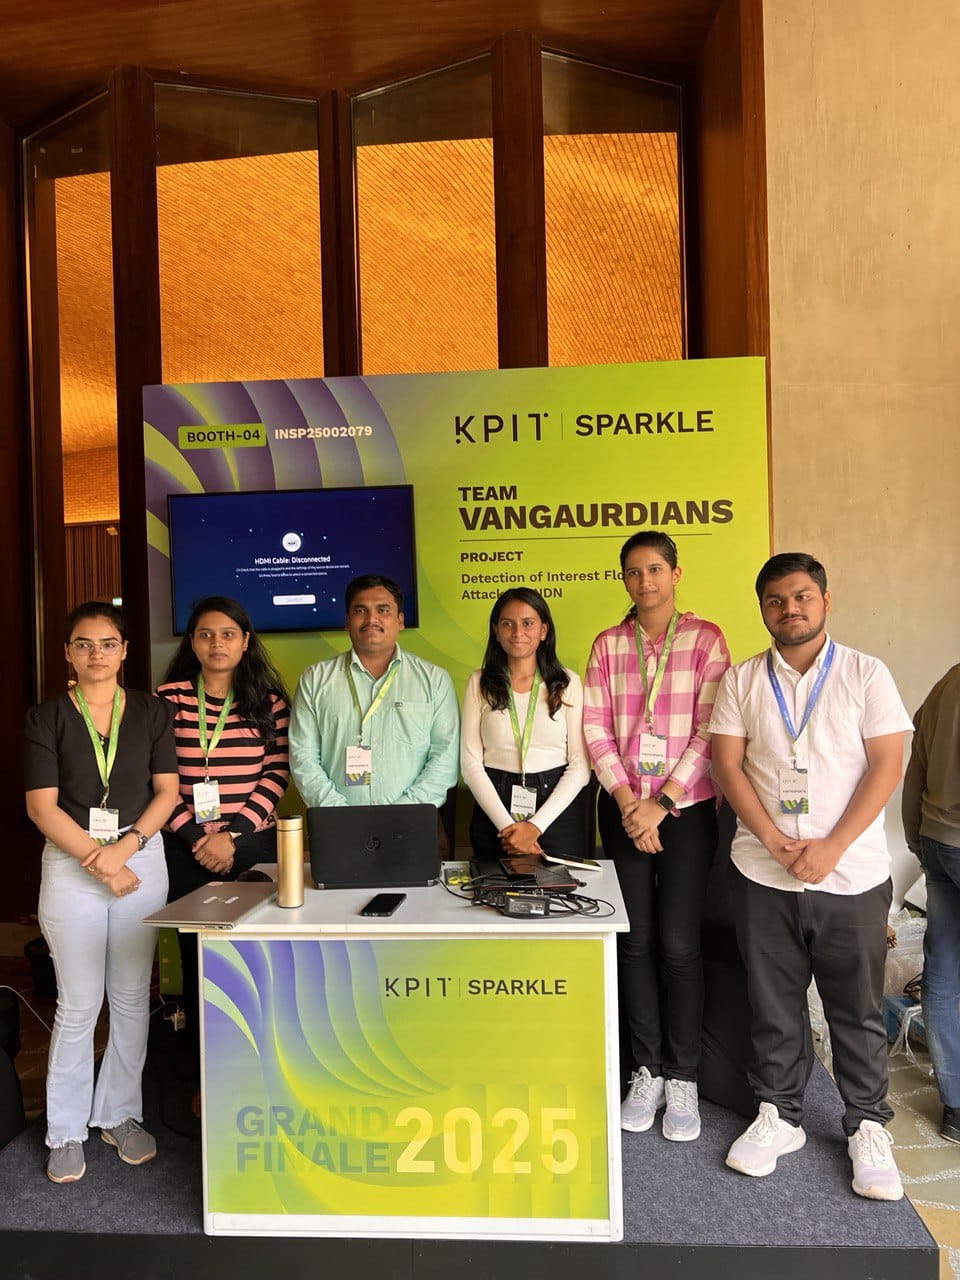 BOOTH-04 INSP25002079
KPIT | SPARKLE
TEAM
VANGAURDIANS
PROJECT
Detection of Interest Flo
Attack NDN
HDMI Cable: Disconnected
KPIT | SPARKLE
GRAND
FINALE 2025